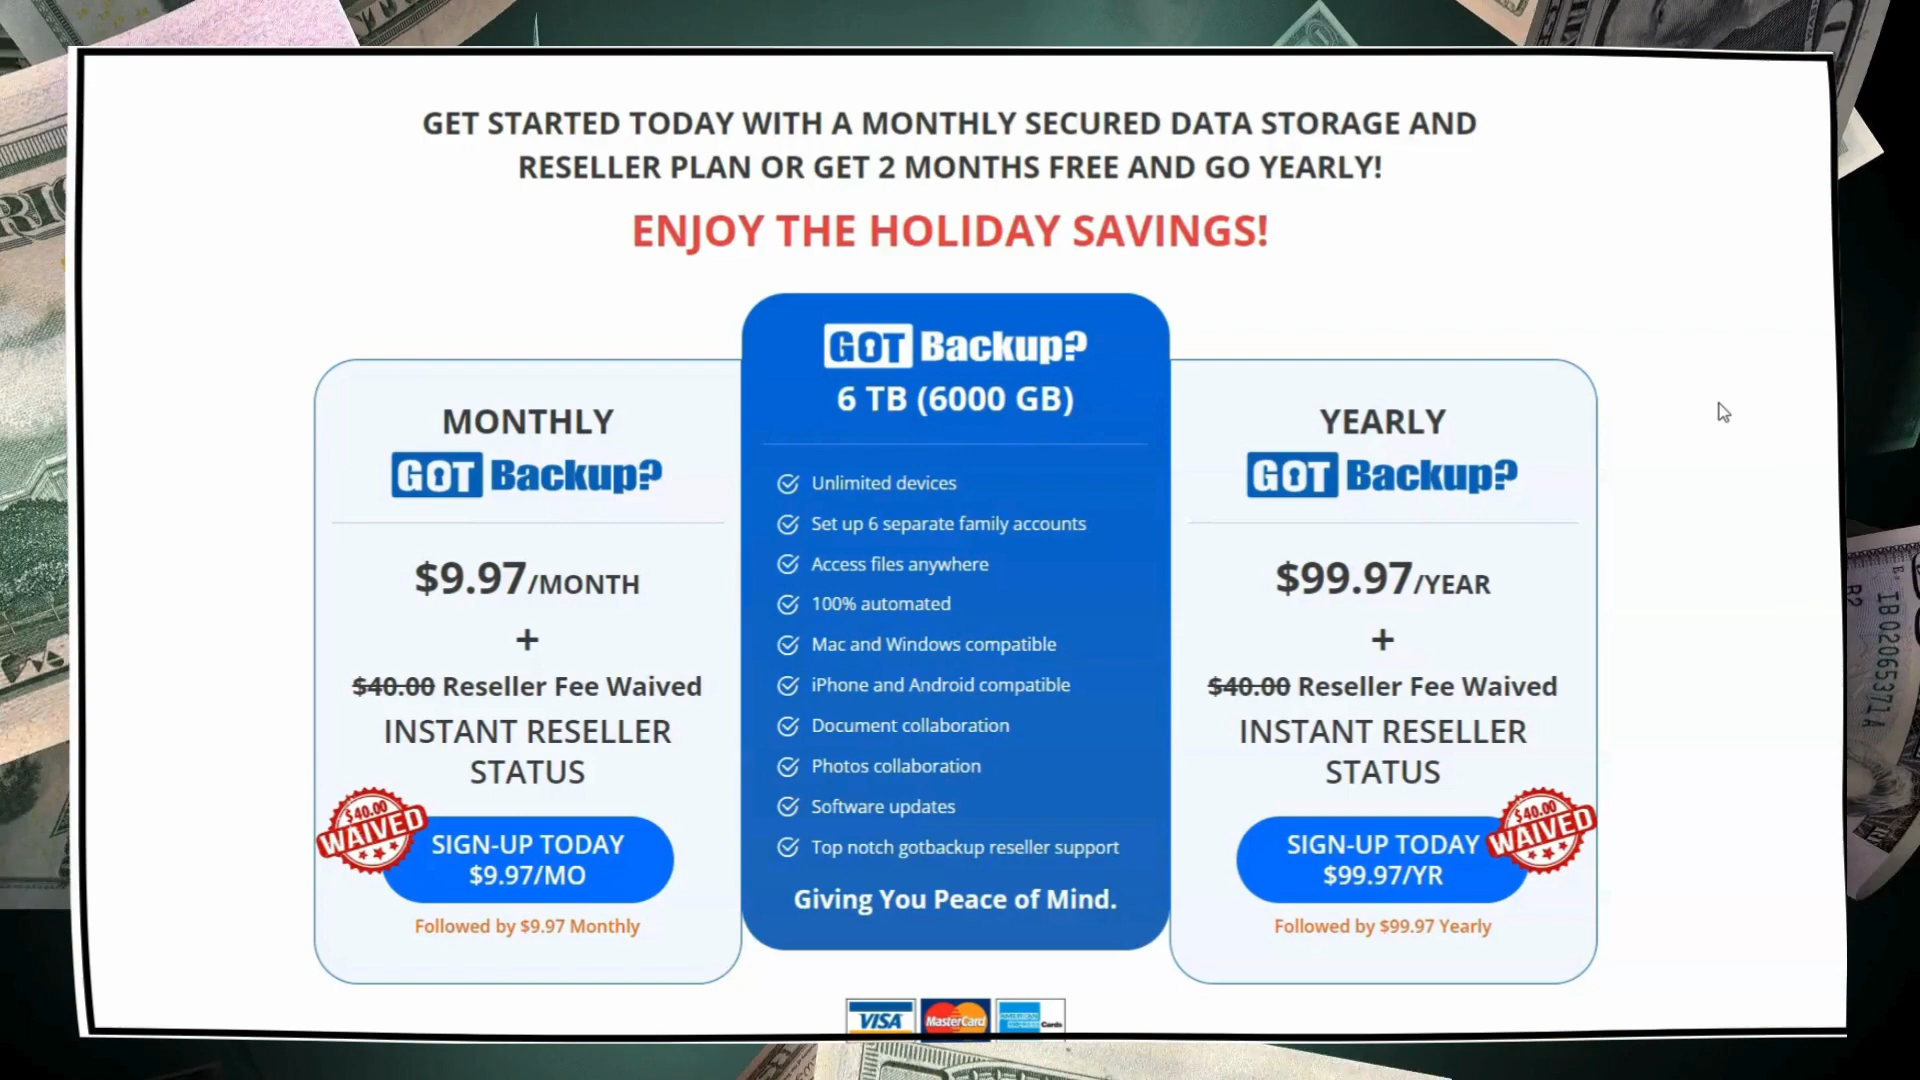 GET STARTED TODAY WITH A MONTHLY SECURED DATA STORAGE AND
RESELLER PLAN OR GET 2 MONTHS FREE AND GO YEARLY!
ENJOY THE HOLIDAY SAVINGS!
MONTHLY
GOT Backup?
$9.97/MONTH
+
$40.00 Reseller Fee Waived
INSTANT RESELLER
STATUS
$40.00
WAIVED
SIGN-UP TODAY
$9.97/MO
Followed by $9.97 Monthly
GOT Backup?
6 TB (6000 GB)
Unlimited devices
Set up 6 separate family accounts
Access files anywhere
100% automated
Mac and Windows compatible
iPhone and Android compatible
Document collaboration
Photos collaboration
Software updates
Top notch gotbackup reseller support
Giving You Peace of Mind.
YEARLY
GOT Backup?
$99.97/YEAR
+
$40.00 Reseller Fee Waived
INSTANT RESELLER
STATUS
$40.00
WAIVED
SIGN-UP TODAY
$99.97/YR
Followed by $99.97 Yearly
VISA
MasterCard
AMERICAN EXPRESS Cards
IB02065371A